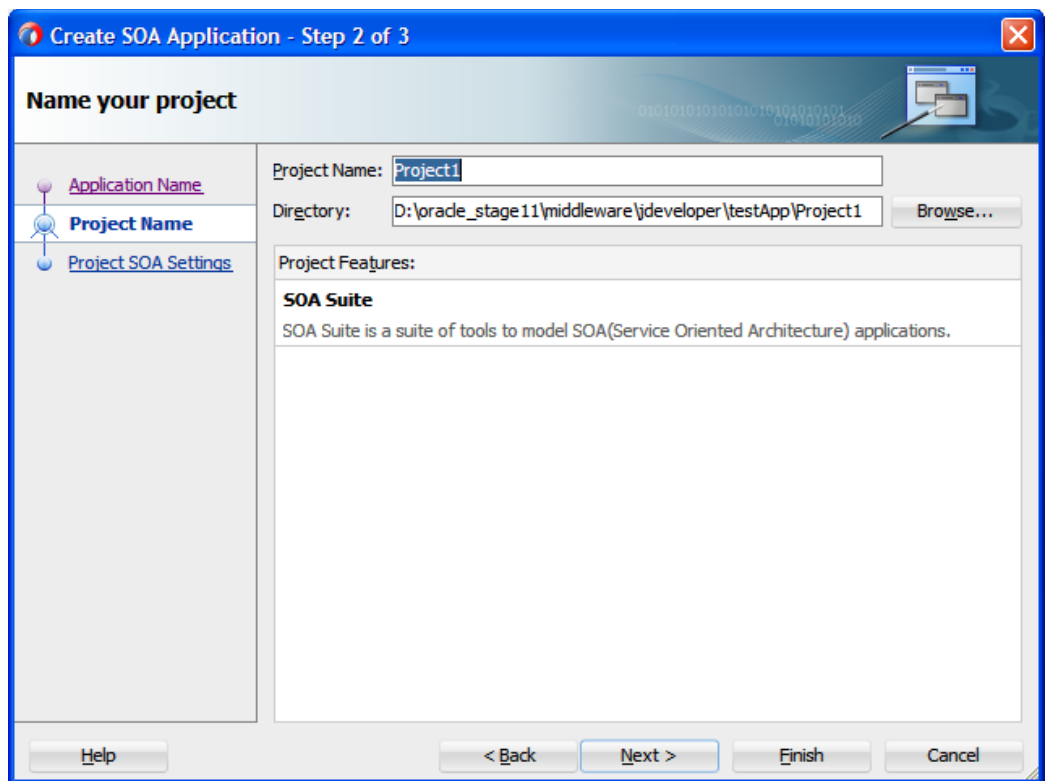 Create SOA Application - Step 2 of 3
Name your project
0101010101010101010101010101
01010101010
Application Name
Project Name
Project SOA Settings
Project Name: Project1
Directory: D:\oracle_stage11\middleware\jdeveloper\testApp\Project1 Browse...
Project Features:
SOA Suite
SOA Suite is a suite of tools to model SOA(Service Oriented Architecture) applications.
Help < Back Next > Finish Cancel